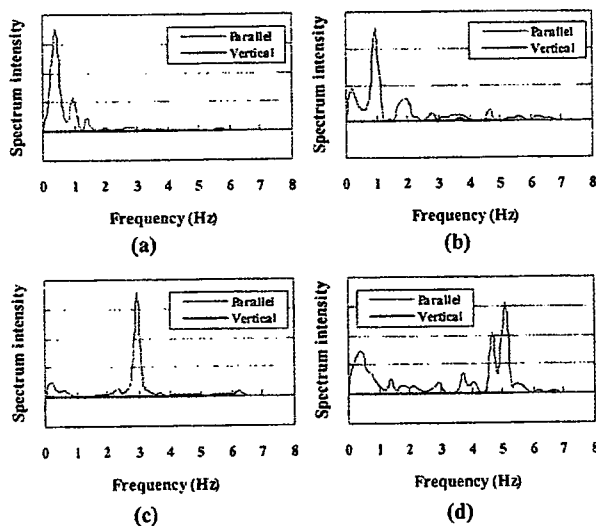 Spectrum intensity
Parallel
Vertical
0 1 2 3 4 5 6 7 8
Frequency (Hz)
(a)
Spectrum intensity
Parallel
Vertical
0 1 2 3 4 5 6 7 8
Frequency (Hz)
(b)
Spectrum intensity
Parallel
Vertical
0 1 2 3 4 5 6 7 8
Frequency (Hz)
(c)
Spectrum intensity
Parallel
Vertical
0 1 2 3 4 5 6 7 8
Frequency (Hz)
(d)